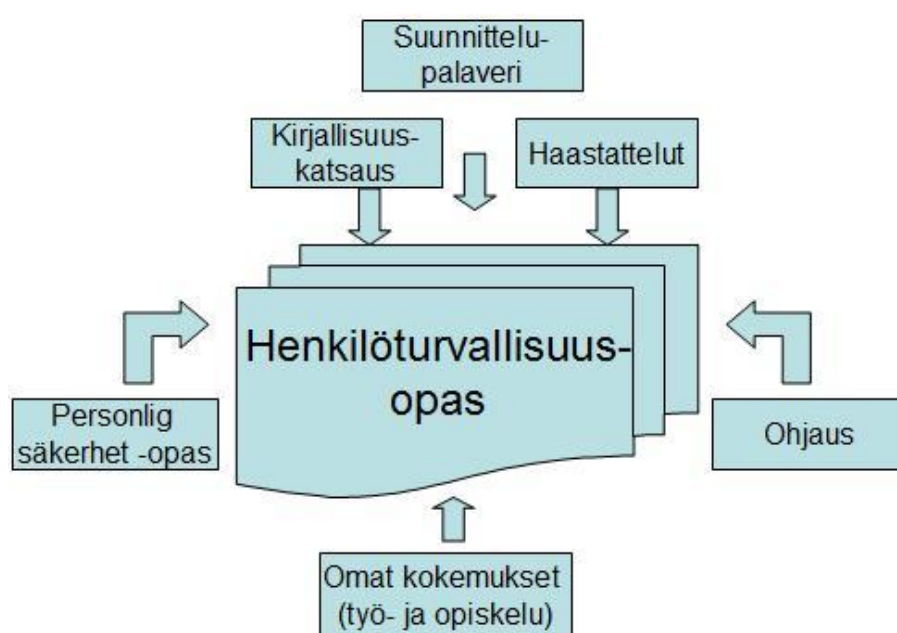 Suunnittelu-
palaveri
Kirjallisuus-
katsaus
Haastattelut
Henkilöturvallisuus-
opas
Personlig
säkerhet -opas
Ohjaus
Omat kokemukset
(työ- ja opiskelu)